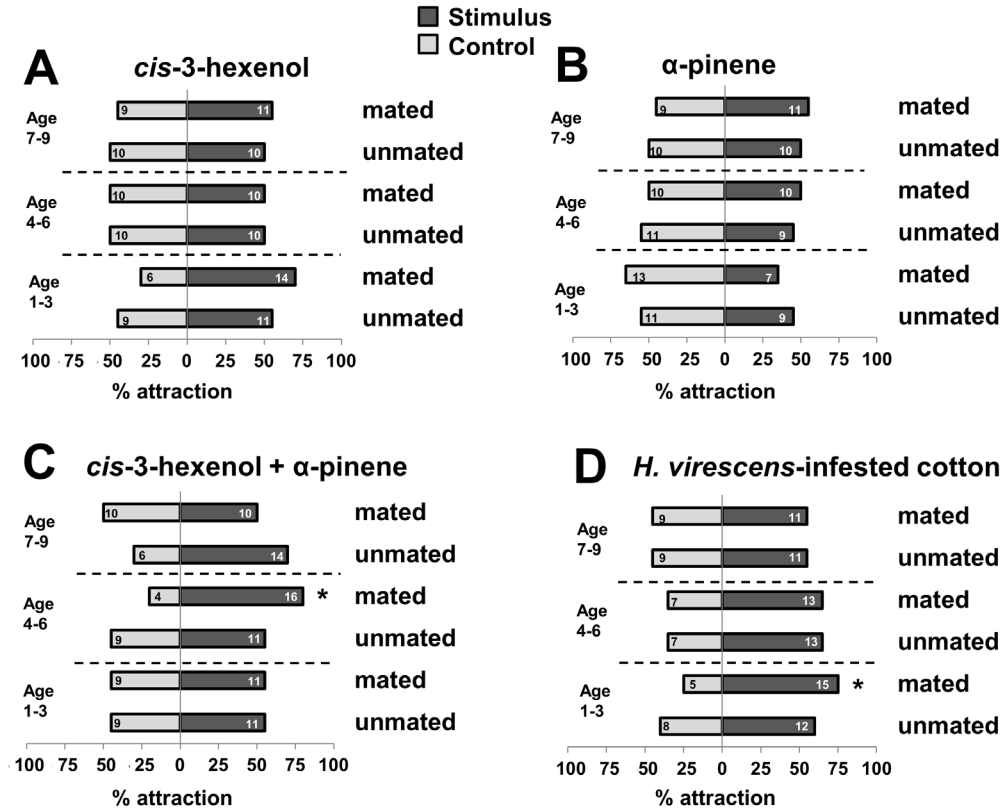 Stimulus
Control
A
cis-3-hexenol
Age
7-9
9
11
mated
10
10
unmated
Age
4-6
10
10
mated
10
10
unmated
Age
1-3
6
14
mated
9
11
unmated
100 75 50 25 0 25 50 75 100
% attraction
B
α-pinene
Age
7-9
9
11
mated
10
10
unmated
Age
4-6
10
10
mated
11
9
unmated
Age
1-3
13
7
mated
11
9
unmated
100 75 50 25 0 25 50 75 100
% attraction
C
cis-3-hexenol + α-pinene
Age
7-9
10
10
mated
6
14
unmated
Age
4-6
4
16
*
mated
9
11
unmated
Age
1-3
9
11
mated
9
11
unmated
100 75 50 25 0 25 50 75 100
% attraction
D
H. virescens-infested cotton
Age
7-9
9
11
mated
9
11
unmated
Age
4-6
7
13
mated
7
13
unmated
Age
1-3
5
15
*
mated
8
12
unmated
100 75 50 25 0 25 50 75 100
% attraction